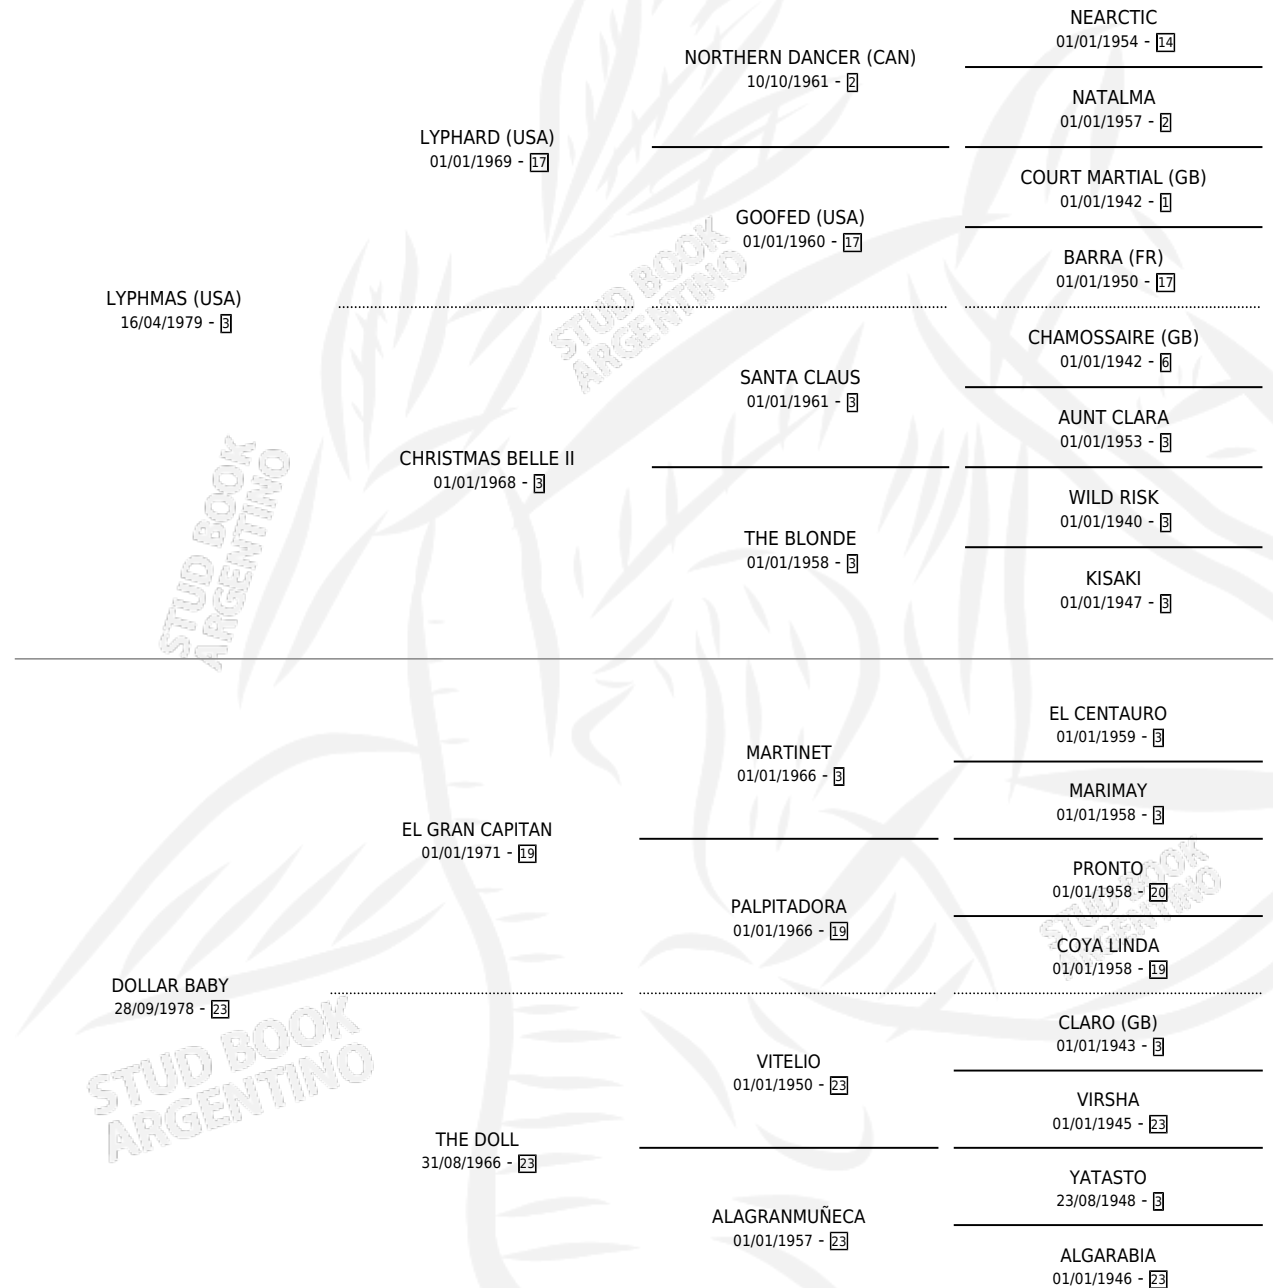 NEARCTIC
01/01/1954 - 14
NORTHERN DANCER (CAN)
10/10/1961 - 2
NATALMA
01/01/1957 - 2
LYPHARD (USA)
01/01/1969 - 17
COURT MARTIAL (GB)
01/01/1942 - 1
GOOFED (USA)
01/01/1960 - 17
BARRA (FR)
01/01/1950 - 17
LYPHMAS (USA)
16/04/1979 - 3
STUD BOOK
ARGENTINO
CHAMOSSAIRE (GB)
01/01/1942 - 6
SANTA CLAUS
01/01/1961 - 3
AUNT CLARA
01/01/1953 - 3
CHRISTMAS BELLE II
01/01/1968 - 3
WILD RISK
01/01/1940 - 3
THE BLONDE
01/01/1958 - 3
KISAKI
01/01/1947 - 3
STUD BOOK
ARGENTINO
EL CENTAURO
01/01/1959 - 3
MARTINET
01/01/1966 - 3
MARIMAY
01/01/1958 - 3
EL GRAN CAPITAN
01/01/1971 - 19
PRONTO
01/01/1958 - 20
PALPITADORA
01/01/1966 - 19
COYA LINDA
01/01/1958 - 19
STUD BOOK
ARGENTINO
DOLLAR BABY
28/09/1978 - 23
STUD BOOK
ARGENTINO
CLARO (GB)
01/01/1943 - 3
VITELIO
01/01/1950 - 23
VIRSHA
01/01/1945 - 23
THE DOLL
31/08/1966 - 23
YATASTO
23/08/1948 - 3
ALAGRANMUÑECA
01/01/1957 - 23
ALGARABIA
01/01/1946 - 23